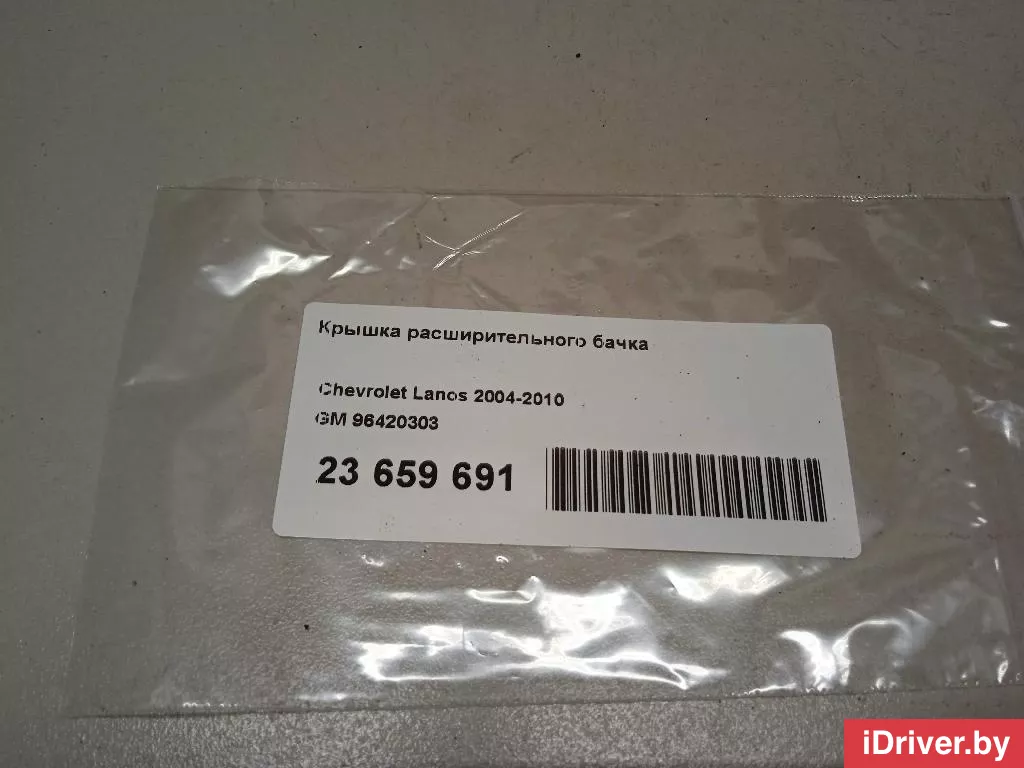 Крышка расширительного бачка
Chevrolet Lanos 2004-2010
GM 96420303
23 659 691
iDriver.by